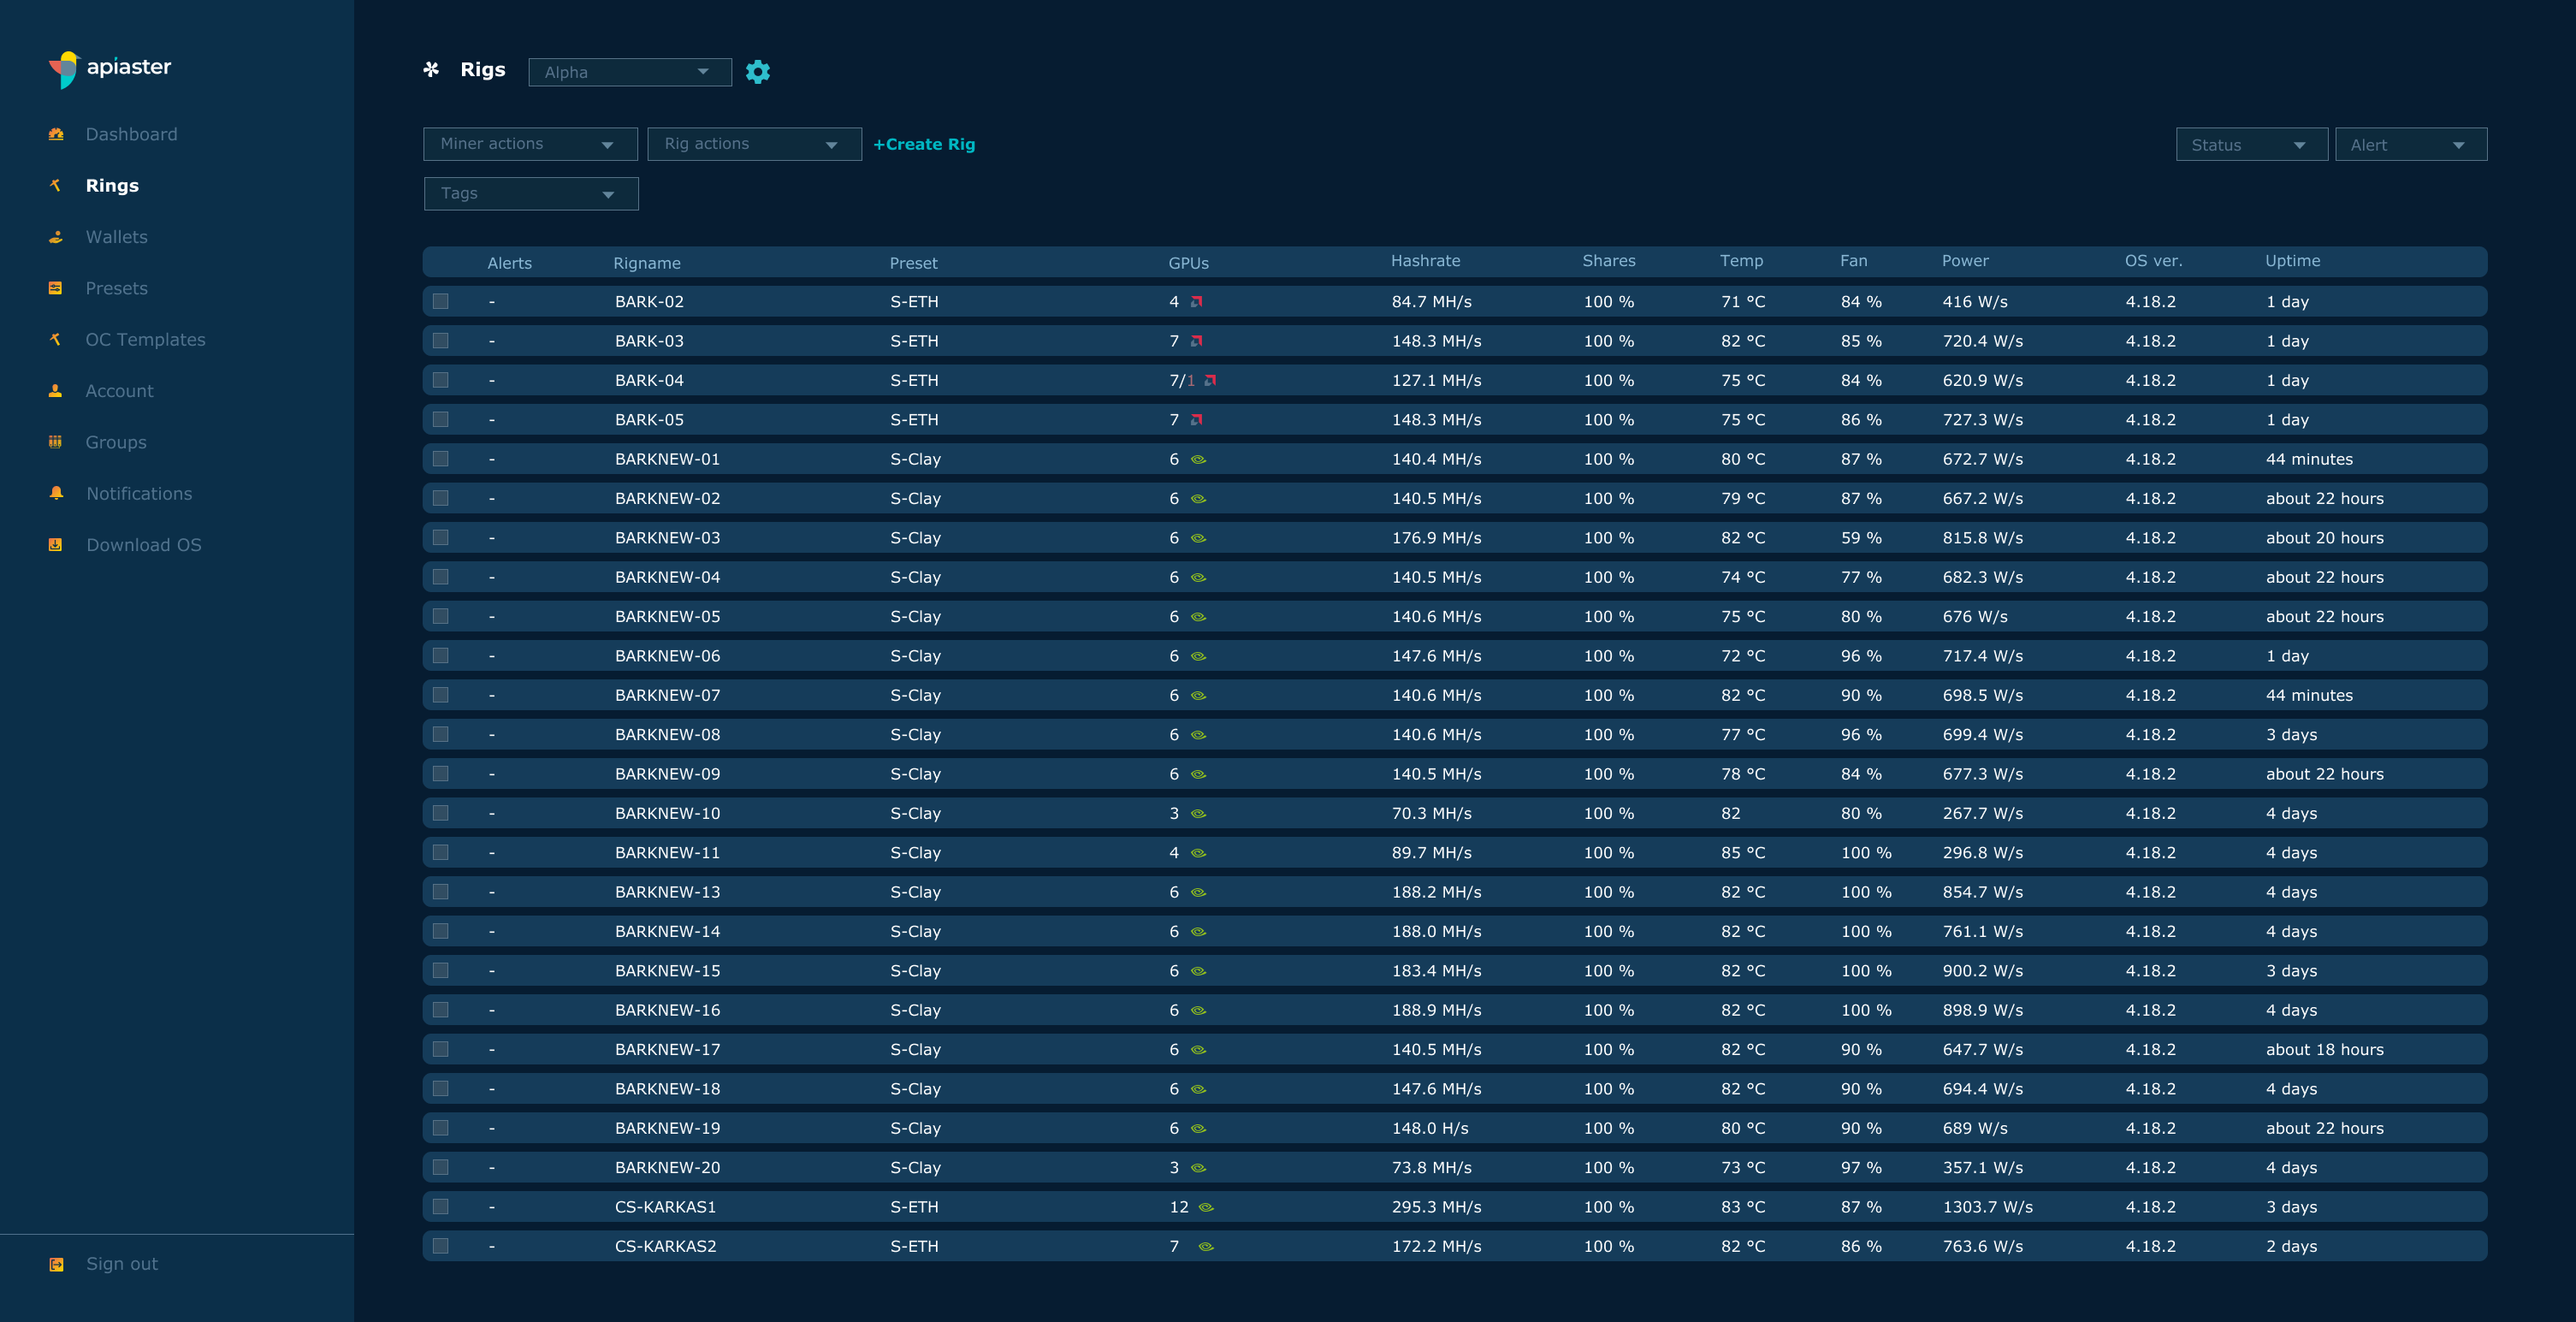 apiaster
Dashboard
Rings
Wallets
Presets
OC Templates
Account
Groups
Notifications
Download OS
Sign out
Rigs Alpha
Miner actions Rig actions +Create Rig Status Alert
Tags
Alerts Rigname Preset GPUs Hashrate Shares Temp Fan Power OS ver. Uptime
- BARK-02 S-ETH 4 84.7 MH/s 100 % 71 °C 84 % 416 W/s 4.18.2 1 day
- BARK-03 S-ETH 7 148.3 MH/s 100 % 82 °C 85 % 720.4 W/s 4.18.2 1 day
- BARK-04 S-ETH 7/1 127.1 MH/s 100 % 75 °C 84 % 620.9 W/s 4.18.2 1 day
- BARK-05 S-ETH 7 148.3 MH/s 100 % 75 °C 86 % 727.3 W/s 4.18.2 1 day
- BARKNEW-01 S-Clay 6 140.4 MH/s 100 % 80 °C 87 % 672.7 W/s 4.18.2 44 minutes
- BARKNEW-02 S-Clay 6 140.5 MH/s 100 % 79 °C 87 % 667.2 W/s 4.18.2 about 22 hours
- BARKNEW-03 S-Clay 6 176.9 MH/s 100 % 82 °C 59 % 815.8 W/s 4.18.2 about 20 hours
- BARKNEW-04 S-Clay 6 140.5 MH/s 100 % 74 °C 77 % 682.3 W/s 4.18.2 about 22 hours
- BARKNEW-05 S-Clay 6 140.6 MH/s 100 % 75 °C 80 % 676 W/s 4.18.2 about 22 hours
- BARKNEW-06 S-Clay 6 147.6 MH/s 100 % 72 °C 96 % 717.4 W/s 4.18.2 1 day
- BARKNEW-07 S-Clay 6 140.6 MH/s 100 % 82 °C 90 % 698.5 W/s 4.18.2 44 minutes
- BARKNEW-08 S-Clay 6 140.6 MH/s 100 % 77 °C 96 % 699.4 W/s 4.18.2 3 days
- BARKNEW-09 S-Clay 6 140.5 MH/s 100 % 78 °C 84 % 677.3 W/s 4.18.2 about 22 hours
- BARKNEW-10 S-Clay 3 70.3 MH/s 100 % 82 80 % 267.7 W/s 4.18.2 4 days
- BARKNEW-11 S-Clay 4 89.7 MH/s 100 % 85 °C 100 % 296.8 W/s 4.18.2 4 days
- BARKNEW-13 S-Clay 6 188.2 MH/s 100 % 82 °C 100 % 854.7 W/s 4.18.2 4 days
- BARKNEW-14 S-Clay 6 188.0 MH/s 100 % 82 °C 100 % 761.1 W/s 4.18.2 4 days
- BARKNEW-15 S-Clay 6 183.4 MH/s 100 % 82 °C 100 % 900.2 W/s 4.18.2 3 days
- BARKNEW-16 S-Clay 6 188.9 MH/s 100 % 82 °C 100 % 898.9 W/s 4.18.2 4 days
- BARKNEW-17 S-Clay 6 140.5 MH/s 100 % 82 °C 90 % 647.7 W/s 4.18.2 about 18 hours
- BARKNEW-18 S-Clay 6 147.6 MH/s 100 % 82 °C 90 % 694.4 W/s 4.18.2 4 days
- BARKNEW-19 S-Clay 6 148.0 H/s 100 % 80 °C 90 % 689 W/s 4.18.2 about 22 hours
- BARKNEW-20 S-Clay 3 73.8 MH/s 100 % 73 °C 97 % 357.1 W/s 4.18.2 4 days
- CS-KARKAS1 S-ETH 12 295.3 MH/s 100 % 83 °C 87 % 1303.7 W/s 4.18.2 3 days
- CS-KARKAS2 S-ETH 7 172.2 MH/s 100 % 82 °C 86 % 763.6 W/s 4.18.2 2 days